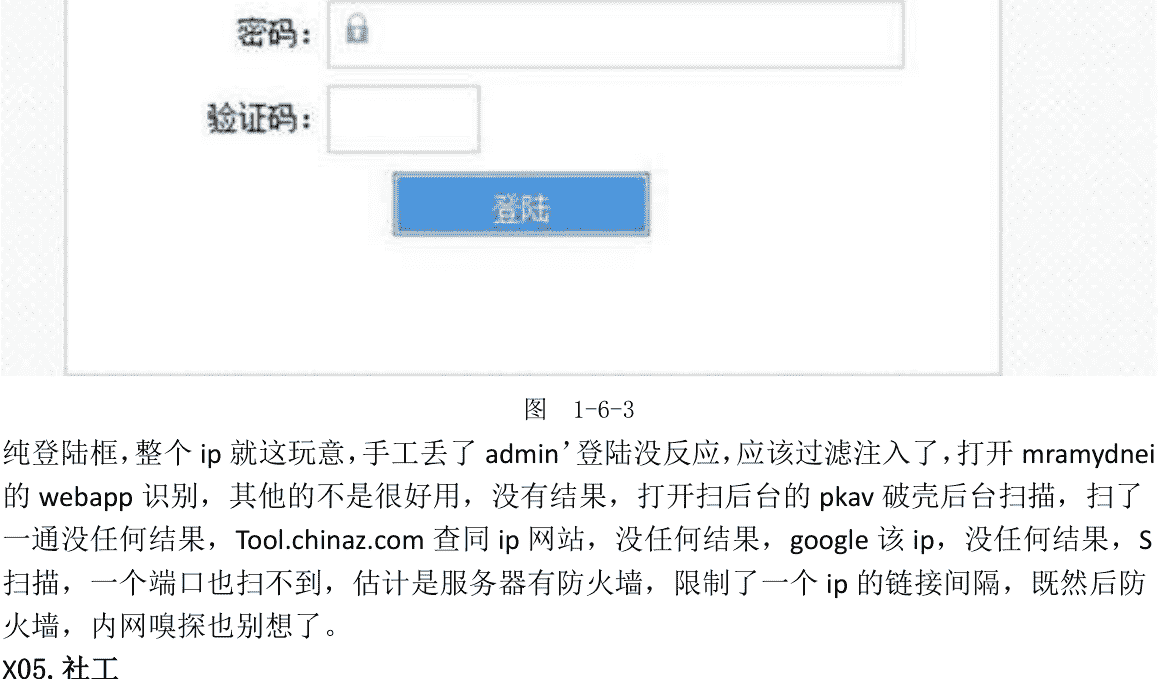 密码：
验证码：
登陆
图 1-6-3
纯登陆框，整个 ip 就这玩意，手工丢了 admin’登陆没反应，应该过滤注入了，打开 mramydnei
的 webapp 识别，其他的不是很好用，没有结果，打开扫后台的 pkav 破壳后台扫描，扫了
一通没任何结果，Tool.chinaz.com 查同 ip 网站，没任何结果，google 该 ip，没任何结果，S
扫描，一个端口也扫不到，估计是服务器有防火墙，限制了一个 ip 的链接间隔，既然后防
火墙，内网嗅探也别想了。
X05.社工